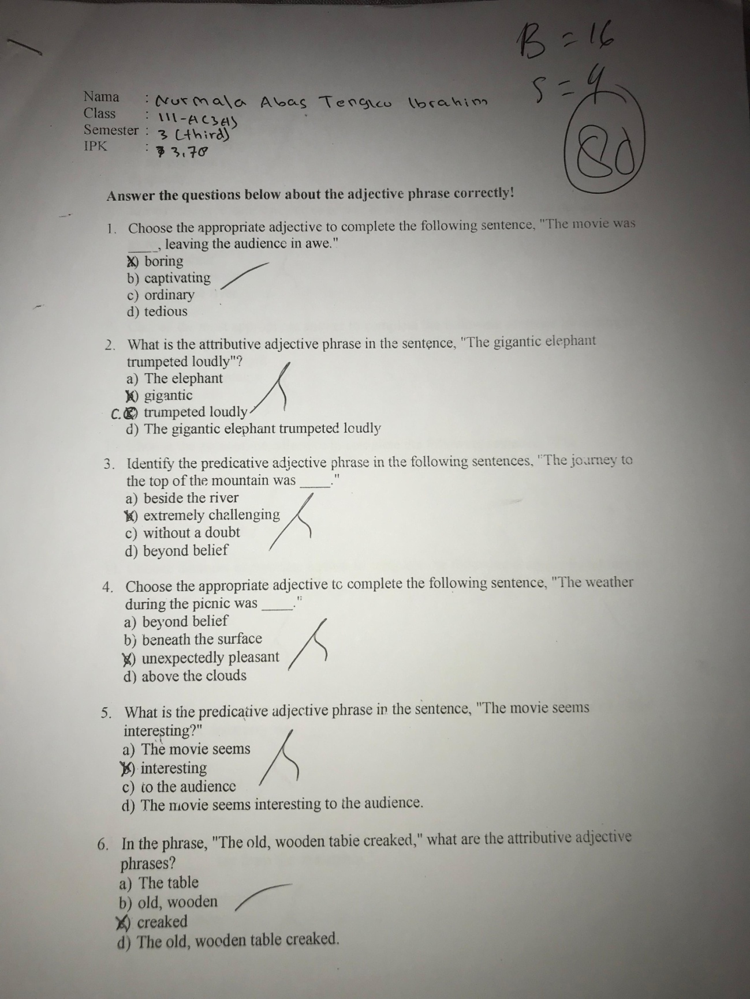 B = 16
S = 4
80
Nama : Nurmala Abas Tengku Ibrahim
Class : III-A(3A)
Semester : 3 (third)
IPK : 3,78
Answer the questions below about the adjective phrase correctly!
1. Choose the appropriate adjective to complete the following sentence, "The movie was
____, leaving the audience in awe."
a) boring
b) captivating
c) ordinary
d) tedious
2. What is the attributive adjective phrase in the sentence, "The gigantic elephant
trumpeted loudly"?
a) The elephant
b) gigantic
C. c) trumpeted loudly
d) The gigantic elephant trumpeted loudly
3. Identify the predicative adjective phrase in the following sentences, "The journey to
the top of the mountain was ____."
a) beside the river
b) extremely challenging
c) without a doubt
d) beyond belief
4. Choose the appropriate adjective to complete the following sentence, "The weather
during the picnic was ____."
a) beyond belief
b) beneath the surface
c) unexpectedly pleasant
d) above the clouds
5. What is the predicative adjective phrase in the sentence, "The movie seems
interesting?"
a) The movie seems
b) interesting
c) to the audience
d) The movie seems interesting to the audience.
6. In the phrase, "The old, wooden table creaked," what are the attributive adjective
phrases?
a) The table
b) old, wooden
c) creaked
d) The old, wooden table creaked.